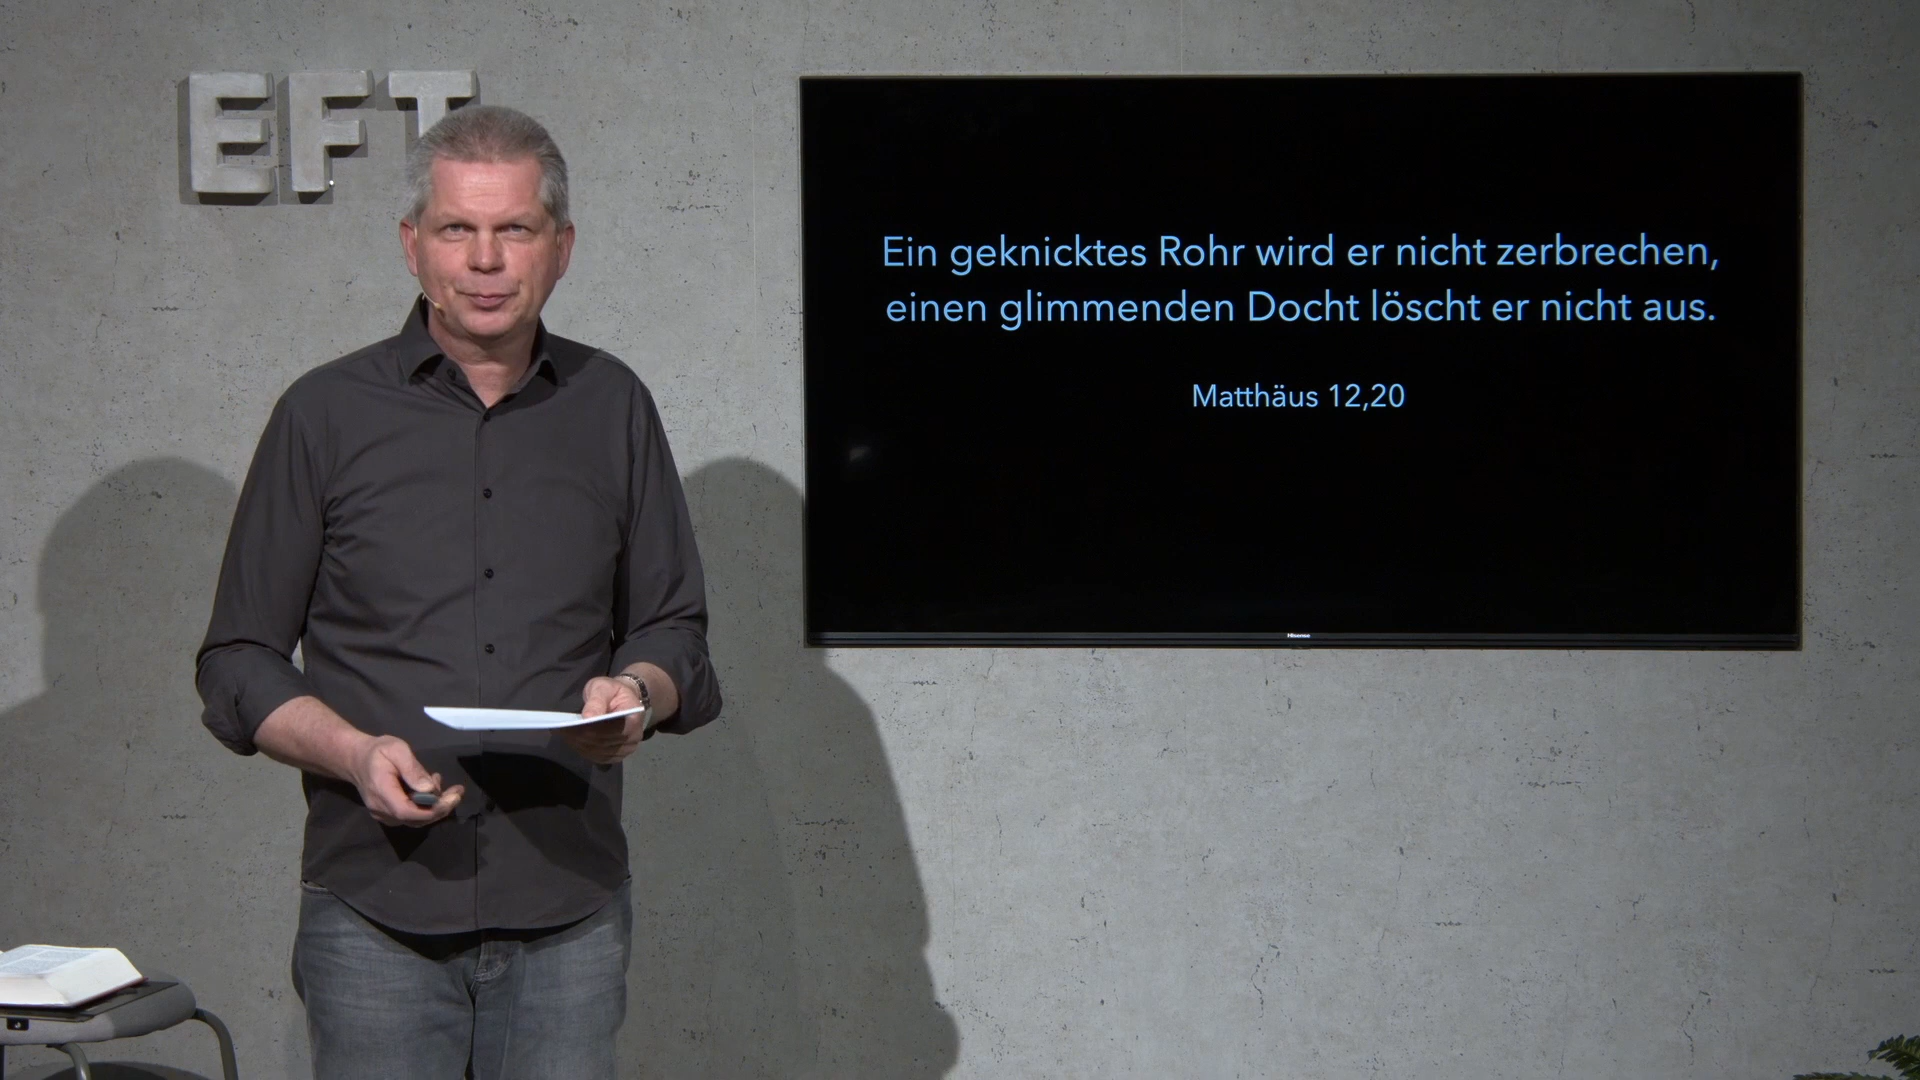 EFT
Ein geknicktes Rohr wird er nicht zerbrechen,
einen glimmenden Docht löscht er nicht aus.
Matthäus 12,20
Hisense